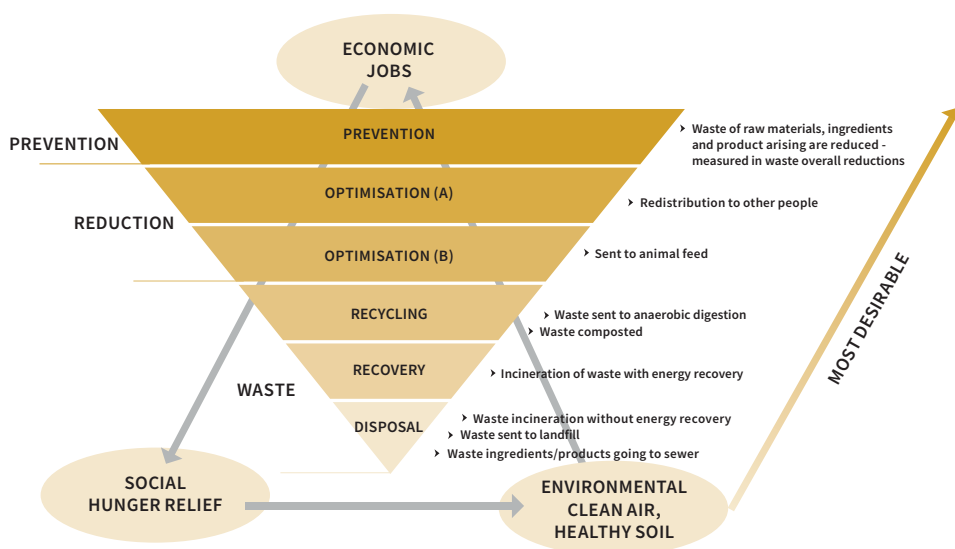 ECONOMIC
JOBS
PREVENTION
PREVENTION
Waste of raw materials, ingredients
and product arising are reduced -
measured in waste overall reductions
OPTIMISATION (A)
Redistribution to other people
REDUCTION
OPTIMISATION (B)
Sent to animal feed
RECYCLING
Waste sent to anaerobic digestion
Waste composted
MOST DESIRABLE
RECOVERY
Incineration of waste with energy recovery
WASTE
DISPOSAL
Waste incineration without energy recovery
Waste sent to landfill
Waste ingredients/products going to sewer
SOCIAL
HUNGER RELIEF
ENVIRONMENTAL
CLEAN AIR,
HEALTHY SOIL